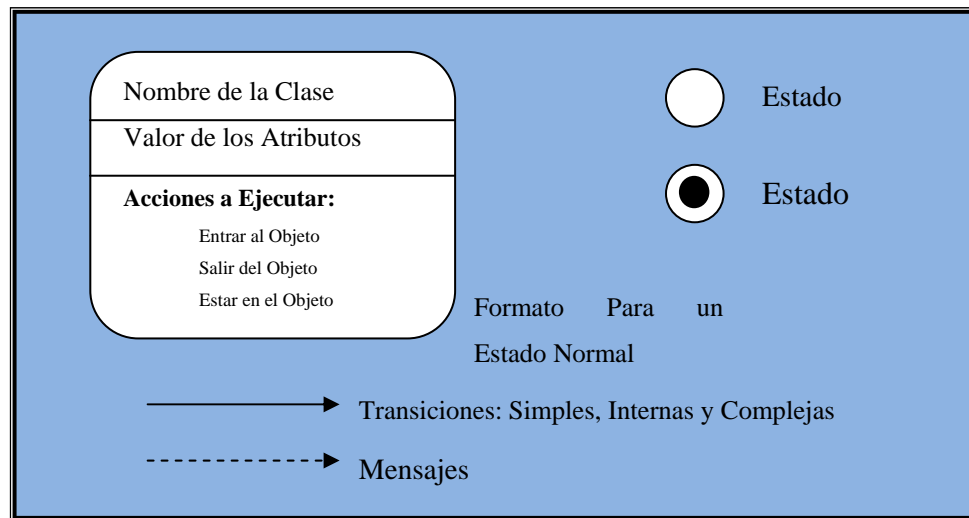 Nombre de la Clase
Valor de los Atributos
Acciones a Ejecutar:
Entrar al Objeto
Salir del Objeto
Estar en el Objeto
Estado
Estado
Formato Para un
Estado Normal
Transiciones: Simples, Internas y Complejas
Mensajes